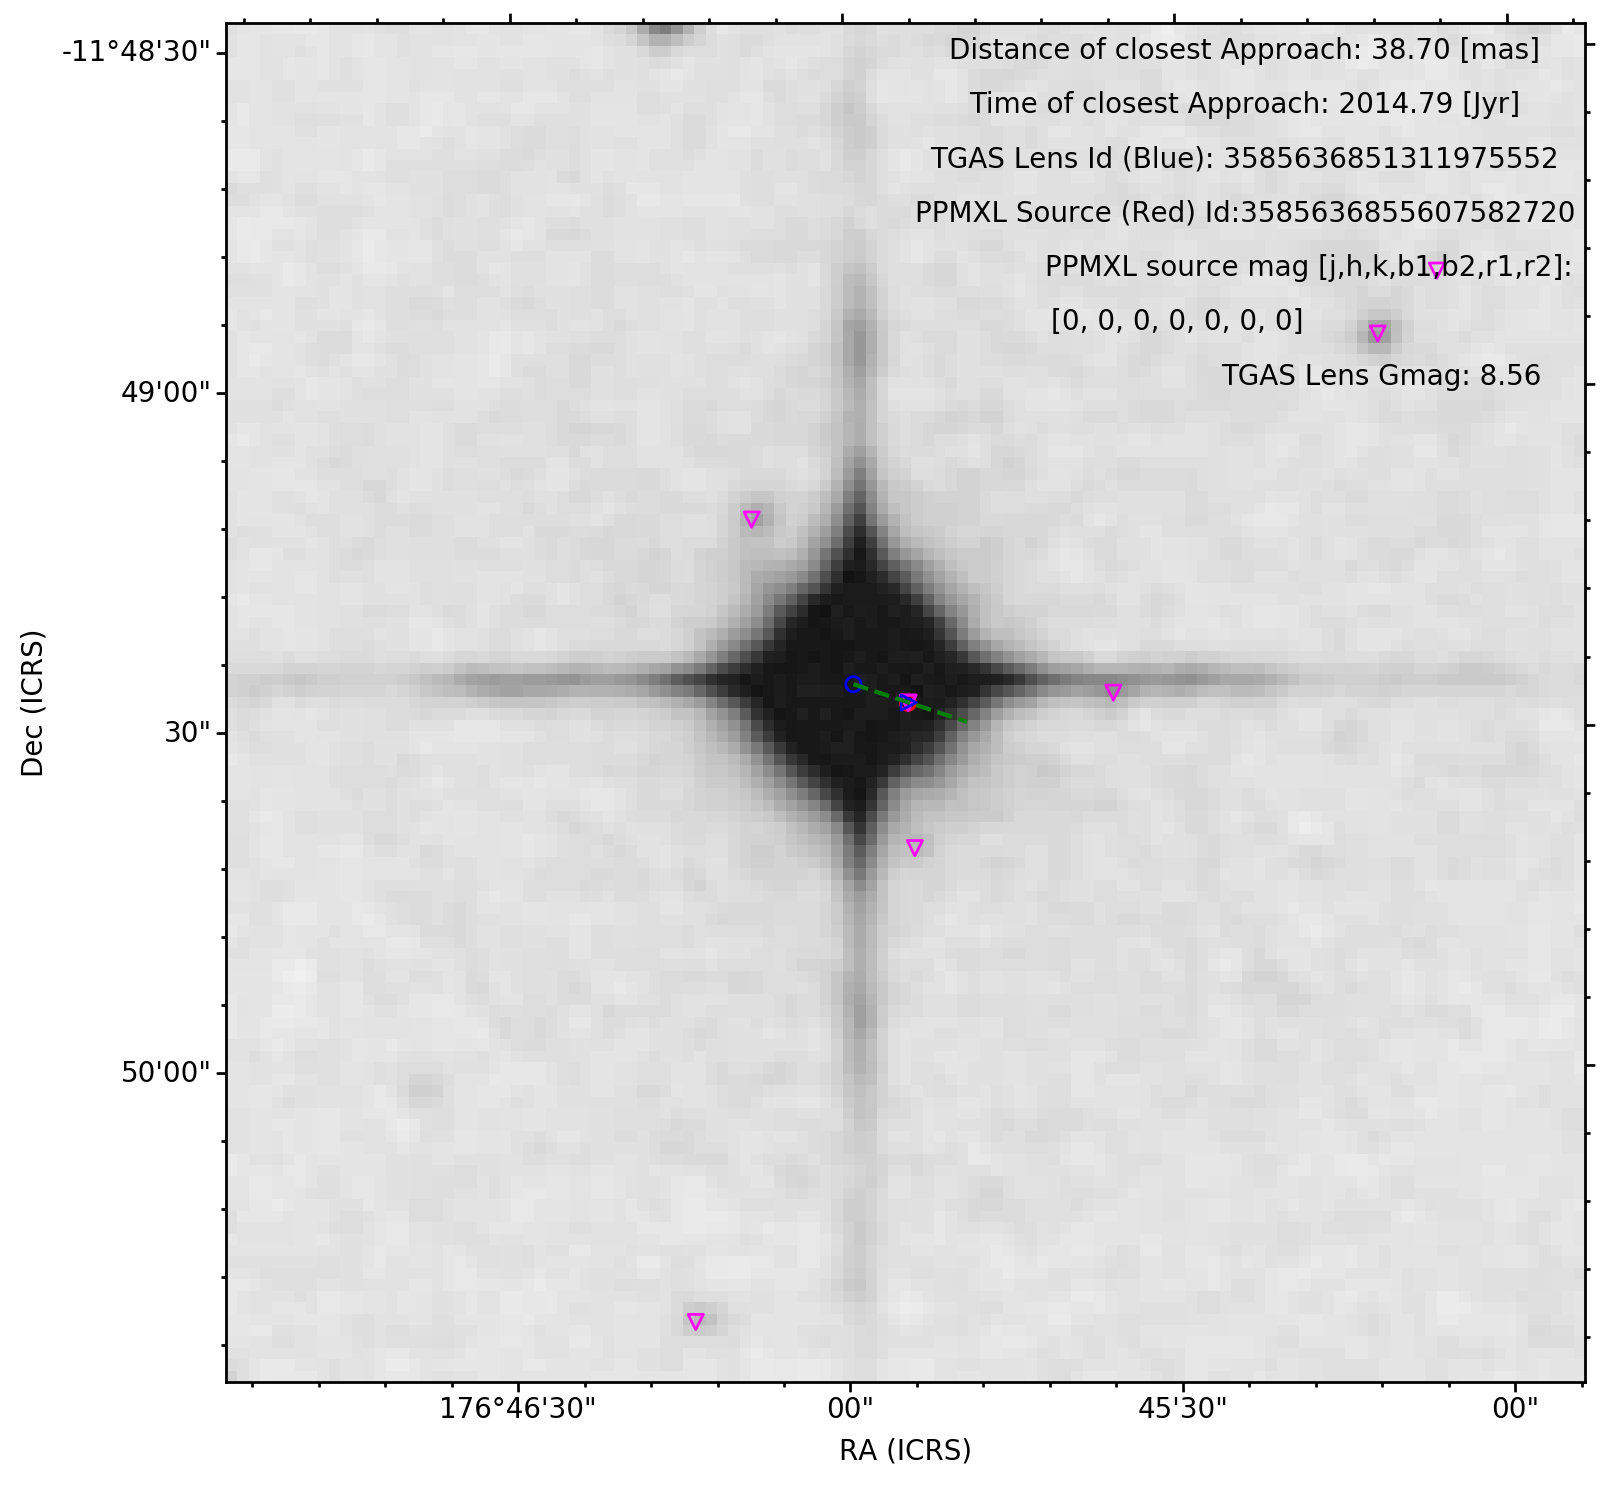 -11°48'30"
Distance of closest Approach: 38.70 [mas]
Time of closest Approach: 2014.79 [Jyr]
TGAS Lens Id (Blue): 3585636851311975552
PPMXL Source (Red) Id:3585636855607582720
PPMXL source mag [j,h,k,b1,b2,r1,r2]:
[0, 0, 0, 0, 0, 0, 0]
TGAS Lens Gmag: 8.56
49'00"
30"
50'00"
Dec (ICRS)
176°46'30"
00"
45'30"
00"
RA (ICRS)